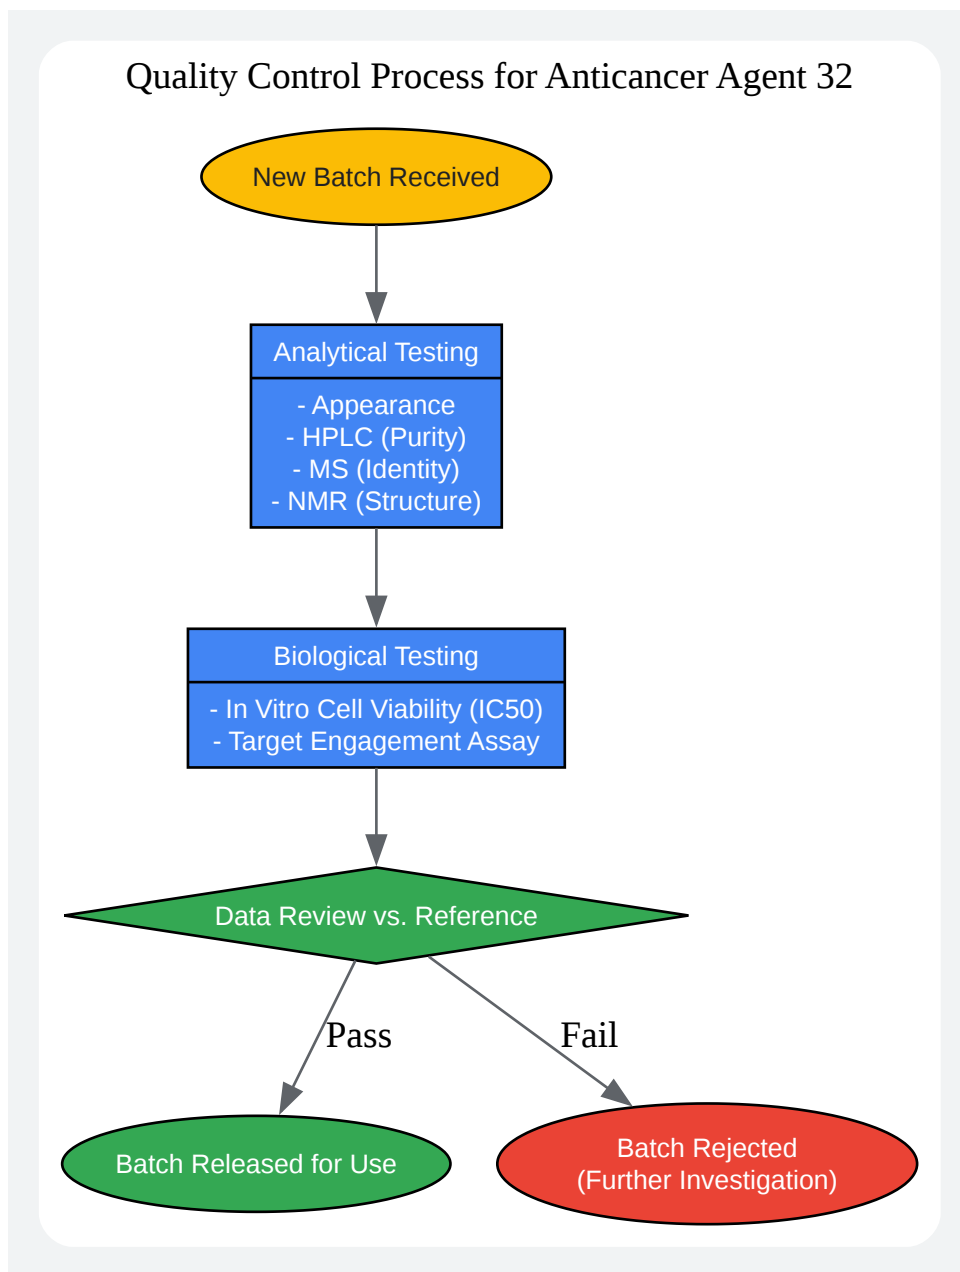 Quality Control Process for Anticancer Agent 32
New Batch Received
Analytical Testing
- Appearance
- HPLC (Purity)
- MS (Identity)
- NMR (Structure)
Biological Testing
- In Vitro Cell Viability (IC50)
- Target Engagement Assay
Data Review vs. Reference
Pass
Fail
Batch Released for Use
Batch Rejected
(Further Investigation)